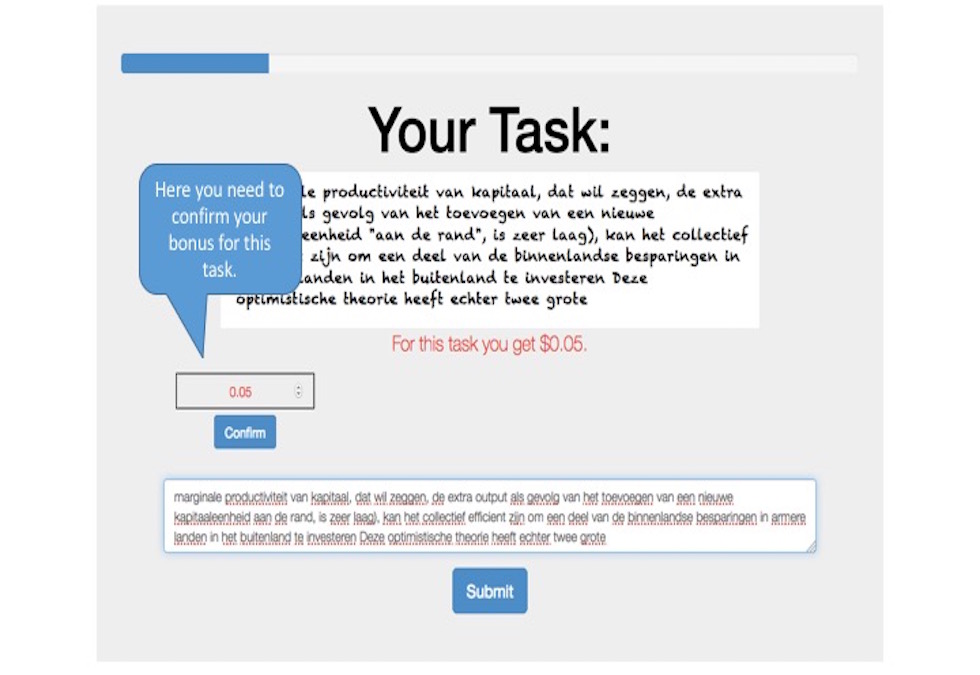 Your Task:
Here you need to
confirm your
bonus for this
task.
le productiviteit van kapitaal, dat wil zeggen, de extra
ls gevolg van het toevoegen van een nieuwe
eenheid "aan de rand", is zeer laag), kan het collectief
zijn om een deel van de binnenlandse besparingen in
landen in het buitenland te investeren Deze
optimistische theorie heeft echter twee grote
For this task you get $0.05.
0.05
Confirm
marginale productiviteit van kapitaal, dat wil zeggen, de extra output als gevolg van het toevoegen van een nieuwe
kapitaaleenheid aan de rand, is zeer laag), kan het collectief efficient zijn om een deel van de binnenlandse besparingen in armere
landen in het buitenland te investeren Deze optimistische theorie heeft echter twee grote
Submit